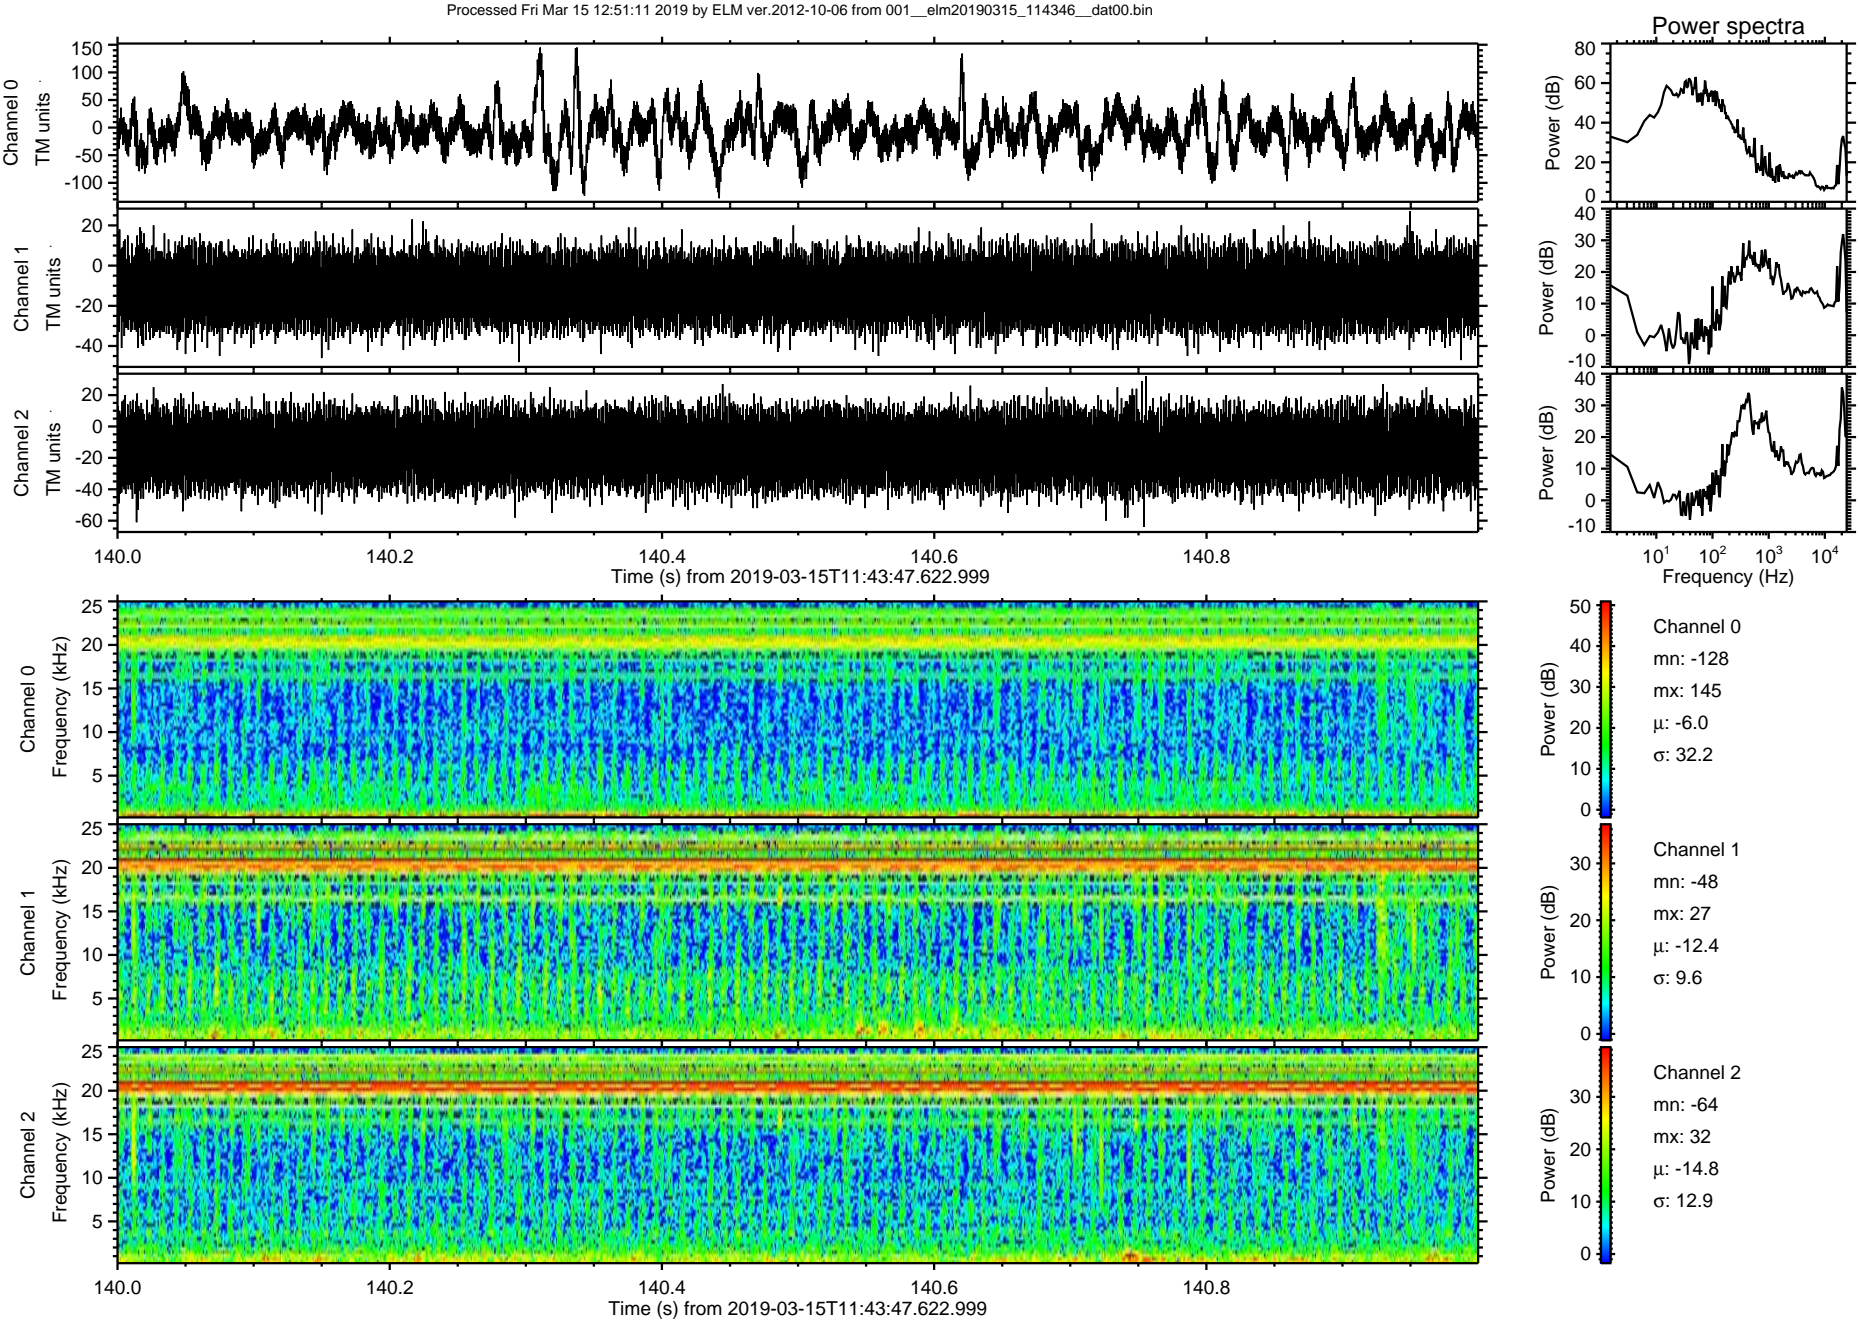 Processed Fri Mar 15 12:51:11 2019 by ELM ver.2012-10-06 from 001__elm20190315_114346__dat00.bin
Power spectra
Channel 0
TM units
150
100
50
0
-50
-100
Power (dB)
80
60
40
20
0
Channel 1
TM units
20
0
-20
-40
Power (dB)
40
30
20
10
0
-10
Channel 2
TM units
20
0
-20
-40
-60
Power (dB)
40
30
20
10
0
-10
140.0 140.2 140.4 140.6 140.8
Time (s) from 2019-03-15T11:43:47.622.999
10^1 10^2 10^3 10^4
Frequency (Hz)
Channel 0
Frequency (kHz)
25
20
15
10
5
Power (dB)
50
40
30
20
10
0
Channel 0
mn: -128
mx: 145
μ: -6.0
σ: 32.2
Channel 1
Frequency (kHz)
25
20
15
10
5
Power (dB)
30
20
10
0
Channel 1
mn: -48
mx: 27
μ: -12.4
σ: 9.6
Channel 2
Frequency (kHz)
25
20
15
10
5
Power (dB)
30
20
10
0
Channel 2
mn: -64
mx: 32
μ: -14.8
σ: 12.9
140.0 140.2 140.4 140.6 140.8
Time (s) from 2019-03-15T11:43:47.622.999